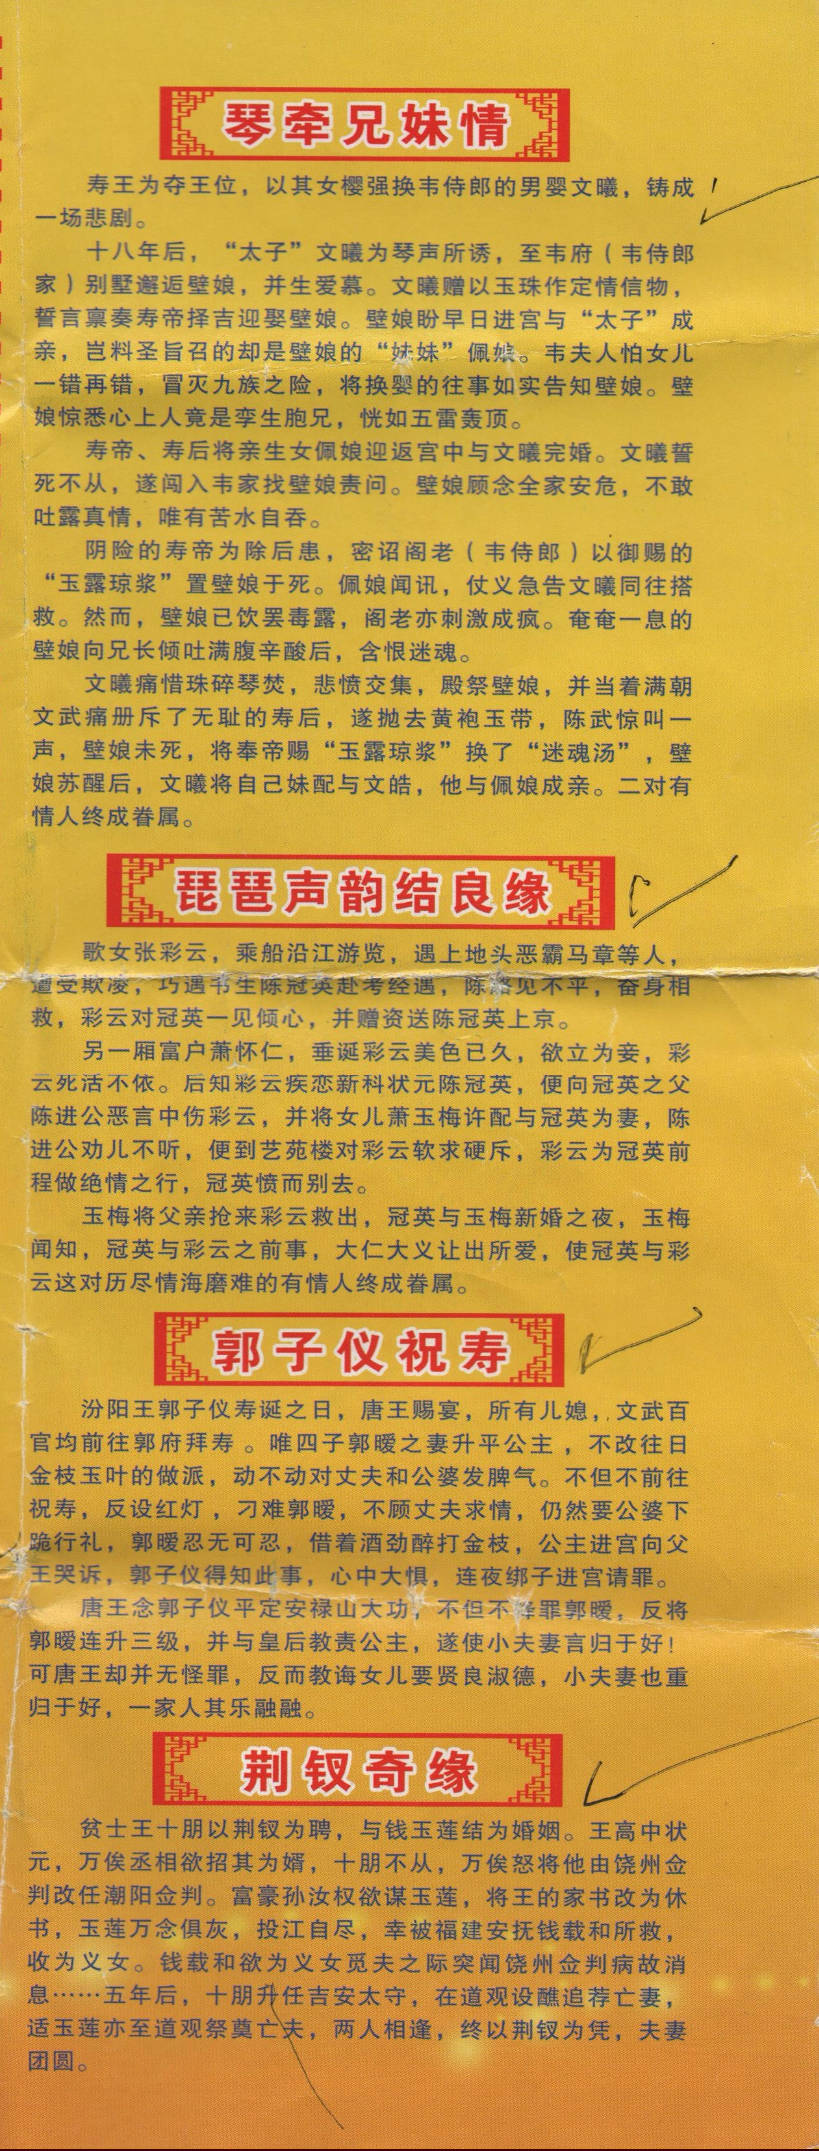 琴牵兄妹情
寿王为夺王位，以其女樱强换韦侍郎的男婴文曦，铸成
一场悲剧。
十八年后，“太子”文曦为琴声所诱，至韦府（韦侍郎
家）别墅邂逅壁娘，并生爱慕。文曦赠以玉珠作定情信物，
誓言禀奏寿帝择吉迎娶壁娘。壁娘盼早日进宫与“太子”成
亲，岂料圣旨召的却是壁娘的“妹妹”佩娘。韦夫人怕女儿
一错再错，冒灭九族之险，将换婴的往事如实告知壁娘。壁
娘惊悉心上人竟是孪生胞兄，恍如五雷轰顶。
寿帝、寿后将亲生女佩娘迎返宫中与文曦完婚。文曦誓
死不从，遂闯入韦家找壁娘责问。壁娘顾念全家安危，不敢
吐露真情，唯有苦水自吞。
阴险的寿帝为除后患，密诏阁老（韦侍郎）以御赐的
“玉露琼浆”置壁娘于死。佩娘闻讯，仗义急告文曦同往搭
救。然而，壁娘已饮罢毒露，阁老亦刺激成疯。奄奄一息的
壁娘向兄长倾吐满腹辛酸后，含恨迷魂。
文曦痛惜珠碎琴焚，悲愤交集，殿祭壁娘，并当着满朝
文武痛册斥了无耻的寿后，遂抛去黄袍玉带，陈武惊叫一
声，壁娘未死，将奉帝赐“玉露琼浆”换了“迷魂汤”，壁
娘苏醒后，文曦将自己妹配与文皓，他与佩娘成亲。二对有
情人终成眷属。
琵琶声韵结良缘
歌女张彩云，乘船沿江游览，遇上地头恶霸马章等人，
遭受欺凌，巧遇书生陈冠英赴考经遇，陈路见不平，奋身相
救，彩云对冠英一见倾心，并赠资送陈冠英上京。
另一厢富户萧怀仁，垂诞彩云美色已久，欲立为妾，彩
云死活不依。后知彩云疾恋新科状元陈冠英，便向冠英之父
陈进公恶言中伤彩云，并将女儿萧玉梅许配与冠英为妻，陈
进公劝儿不听，便到艺苑楼对彩云软求硬斥，彩云为冠英前
程做绝情之行，冠英愤而别去。
玉梅将父亲抢来彩云救出，冠英与玉梅新婚之夜，玉梅
闻知，冠英与彩云之前事，大仁大义让出所爱，使冠英与彩
云这对历尽情海磨难的有情人终成眷属。
郭子仪祝寿
汾阳王郭子仪寿诞之日，唐王赐宴，所有儿媳，，文武百
官均前往郭府拜寿。唯四子郭暧之妻升平公主，不改往日
金枝玉叶的做派，动不动对丈夫和公婆发脾气。不但不前往
祝寿，反设红灯，刁难郭暧，不顾丈夫求情，仍然要公婆下
跪行礼，郭暧忍无可忍，借着酒劲醉打金枝，公主进宫向父
王哭诉，郭子仪得知此事，心中大惧，连夜绑子进宫请罪。
唐王念郭子仪平定安禄山大功，不但不降罪郭暧，反将
郭暧连升三级，并与皇后教责公主，遂使小夫妻言归于好！
可唐王却并无怪罪，反而教诲女儿要贤良淑德，小夫妻也重
归于好，一家人其乐融融。
荆钗奇缘
贫士王十朋以荆钗为聘，与钱玉莲结为婚姻。王高中状
元，万俟丞相欲招其为婿，十朋不从，万俟怒将他由饶州佥
判改任潮阳佥判。富豪孙汝权欲谋玉莲，将王的家书改为休
书，玉莲万念俱灰，投江自尽，幸被福建安抚钱载和所救，
收为义女。钱载和欲为义女觅夫之际突闻饶州佥判病故消
息……五年后，十朋升任吉安太守，在道观设醮追荐亡妻，
适玉莲亦至道观祭奠亡夫，两人相逢，终以荆钗为凭，夫妻
团圆。